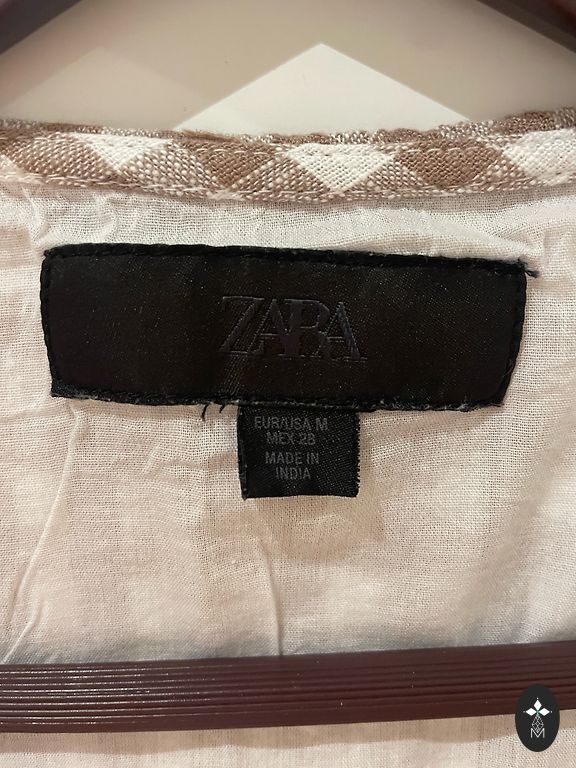 ZARA
EUR/USA M
MEX 28
MADE IN
INDIA
M